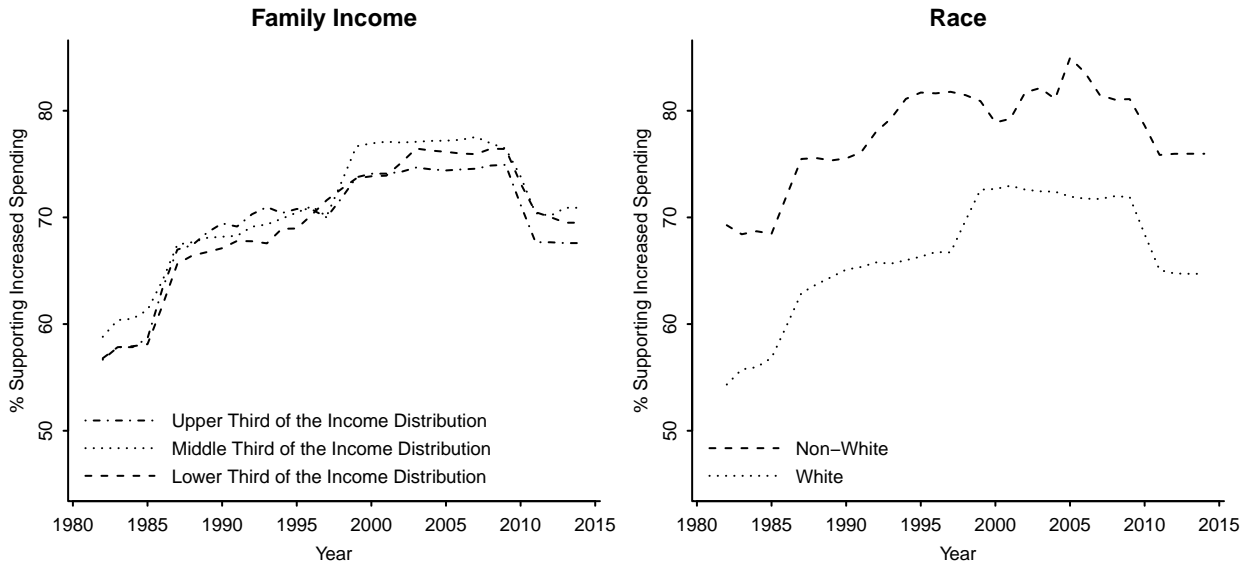 Family Income
% Supporting Increased Spending
80
70
60
50
Upper Third of the Income Distribution
Middle Third of the Income Distribution
Lower Third of the Income Distribution
1980 1985 1990 1995 2000 2005 2010 2015
Year
Race
% Supporting Increased Spending
80
70
60
50
Non−White
White
1980 1985 1990 1995 2000 2005 2010 2015
Year